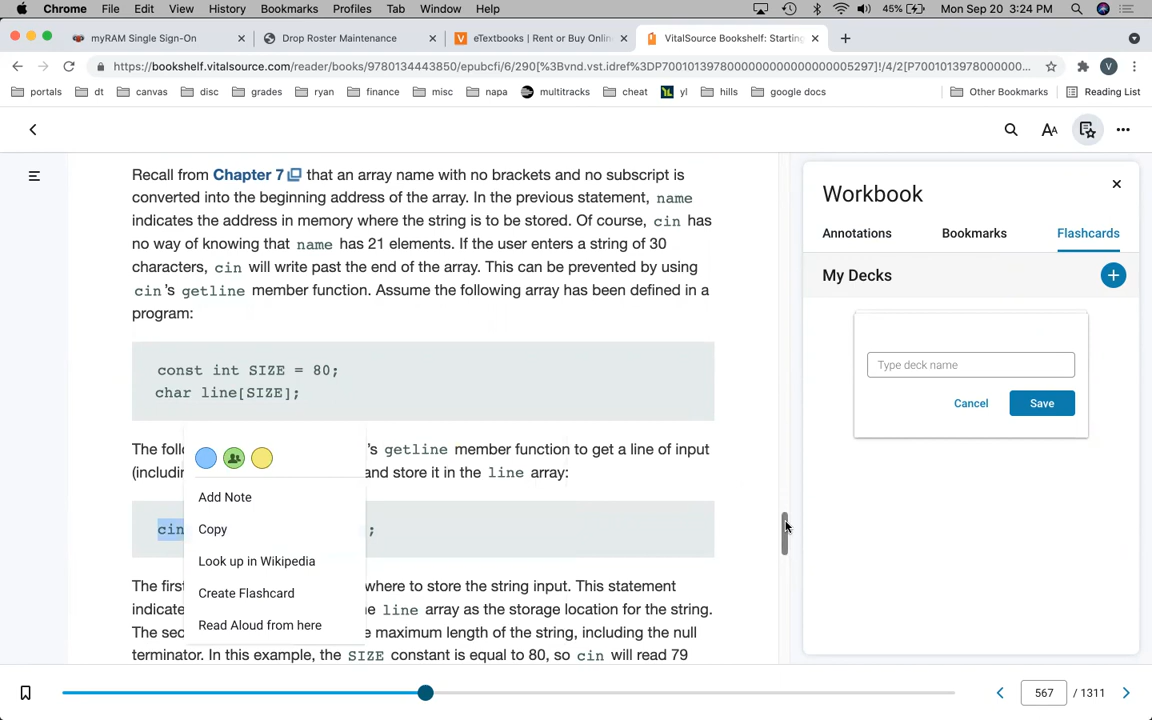 Chrome File Edit View History Bookmarks Profiles Tab Window Help 45% Mon Sep 20 3:24 PM
myRAM Single Sign-On Drop Roster Maintenance eTextbooks | Rent or Buy Onlin VitalSource Bookshelf: Starting
https://bookshelf.vitalsource.com/reader/books/9780134443850/epubcfi/6/290[%3Bvnd.vst.idref%3DP70010139780000000000000000005297]!/4/2[P7001013978000000... V
portals dt canvas disc grades ryan finance misc napa multitracks cheat yl hills google docs Other Bookmarks Reading List
AA
Recall from Chapter 7 that an array name with no brackets and no subscript is
converted into the beginning address of the array. In the previous statement, name
indicates the address in memory where the string is to be stored. Of course, cin has
no way of knowing that name has 21 elements. If the user enters a string of 30
characters, cin will write past the end of the array. This can be prevented by using
cin's getline member function. Assume the following array has been defined in a
program:
const int SIZE = 80;
char line[SIZE];
The foll 's getline member function to get a line of input
(includin and store it in the line array:
cin ;
The first where to store the string input. This statement
indicate e line array as the storage location for the string.
The sec e maximum length of the string, including the null
terminator. In this example, the SIZE constant is equal to 80, so cin will read 79
Add Note
Copy
Look up in Wikipedia
Create Flashcard
Read Aloud from here
Workbook
Annotations Bookmarks Flashcards
My Decks
Type deck name
Cancel Save
567 / 1311